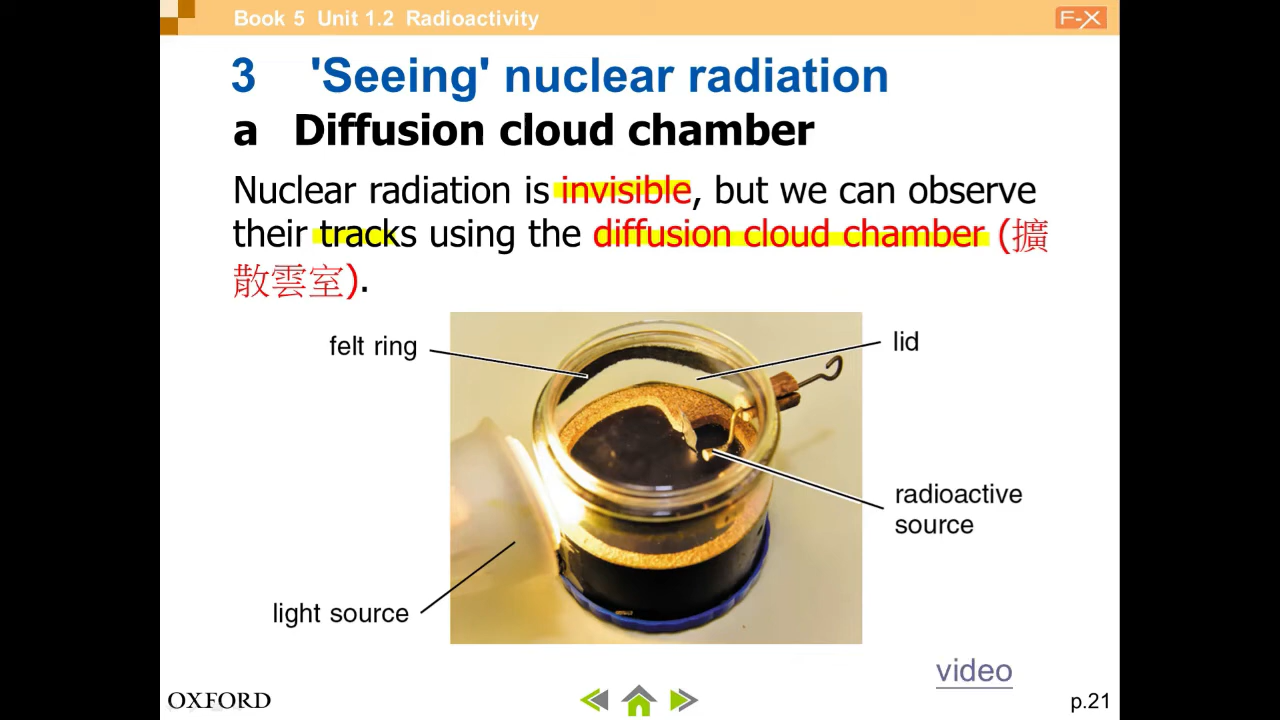 Book 5 Unit 1.2 Radioactivity
F-X
3 'Seeing' nuclear radiation
a Diffusion cloud chamber
Nuclear radiation is invisible, but we can observe
their tracks using the diffusion cloud chamber (擴
散雲室).
felt ring
lid
radioactive
source
light source
video
OXFORD
p.21